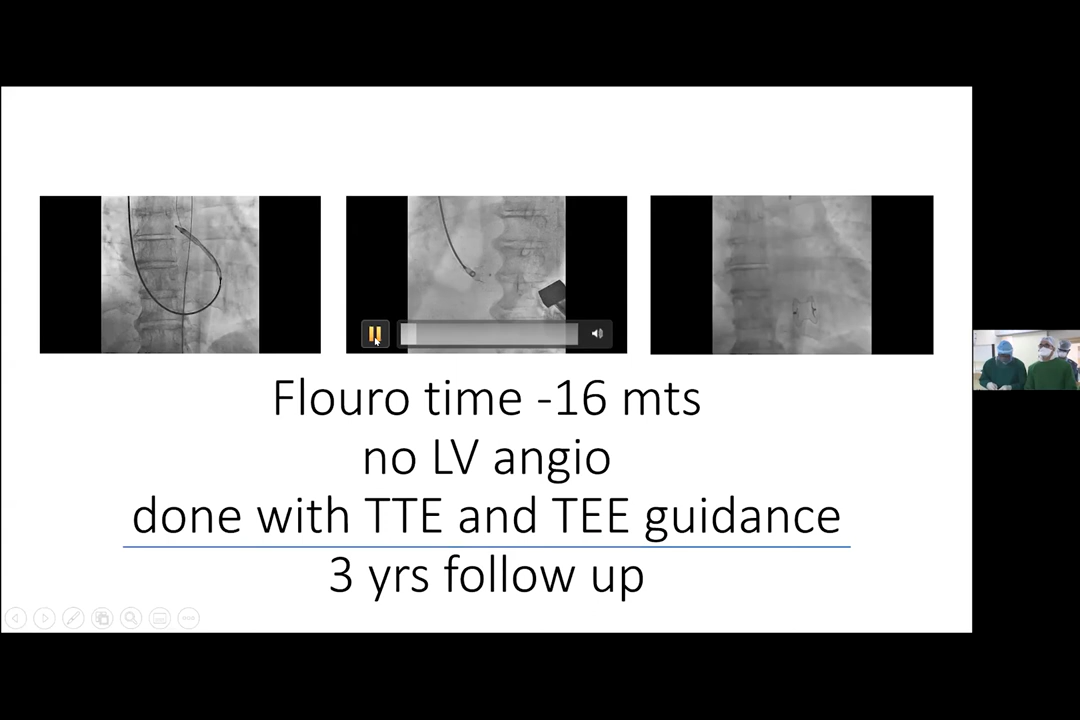 Flouro time -16 mts
no LV angio
done with TTE and TEE guidance
3 yrs follow up